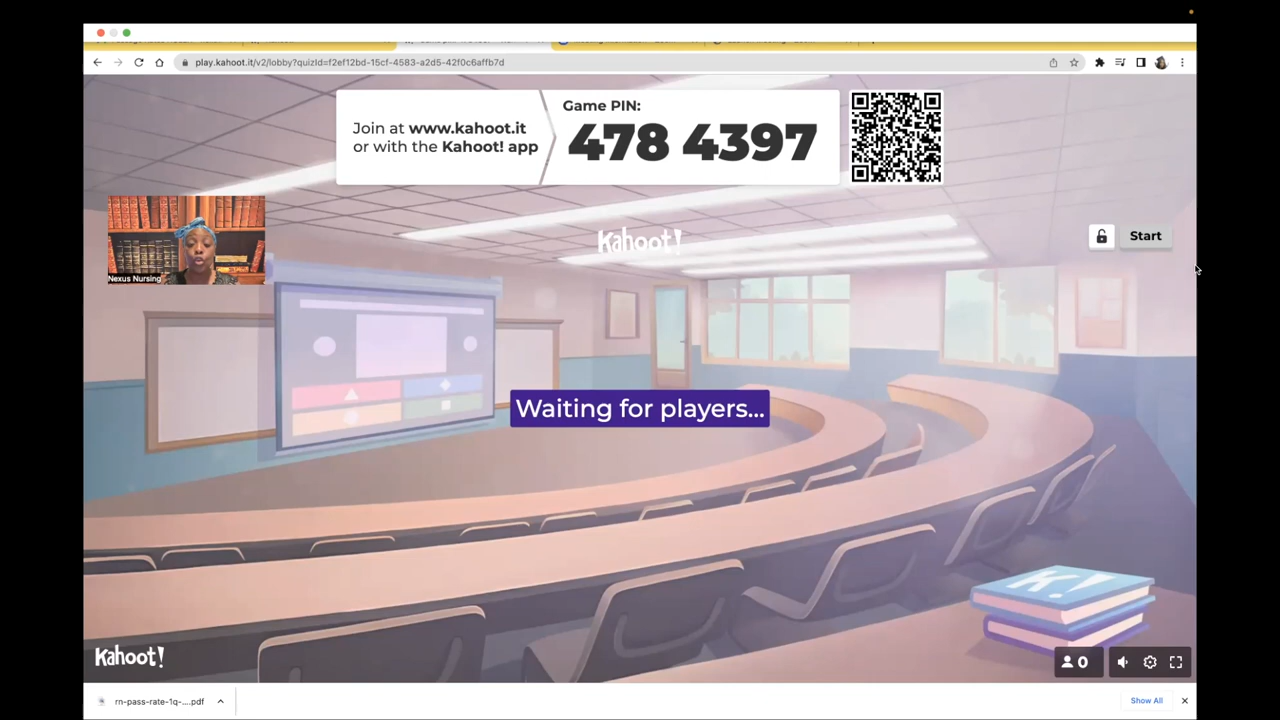 play.kahoot.it/v2/lobby?quizId=f2ef12bd-15cf-4583-a2d5-42f0c6affb7d
Join at www.kahoot.it
or with the Kahoot! app
Game PIN:
478 4397
Nexus Nursing
Kahoot!
Start
Waiting for players...
K!
Kahoot!
0
rn-pass-rate-1q-....pdf
Show All